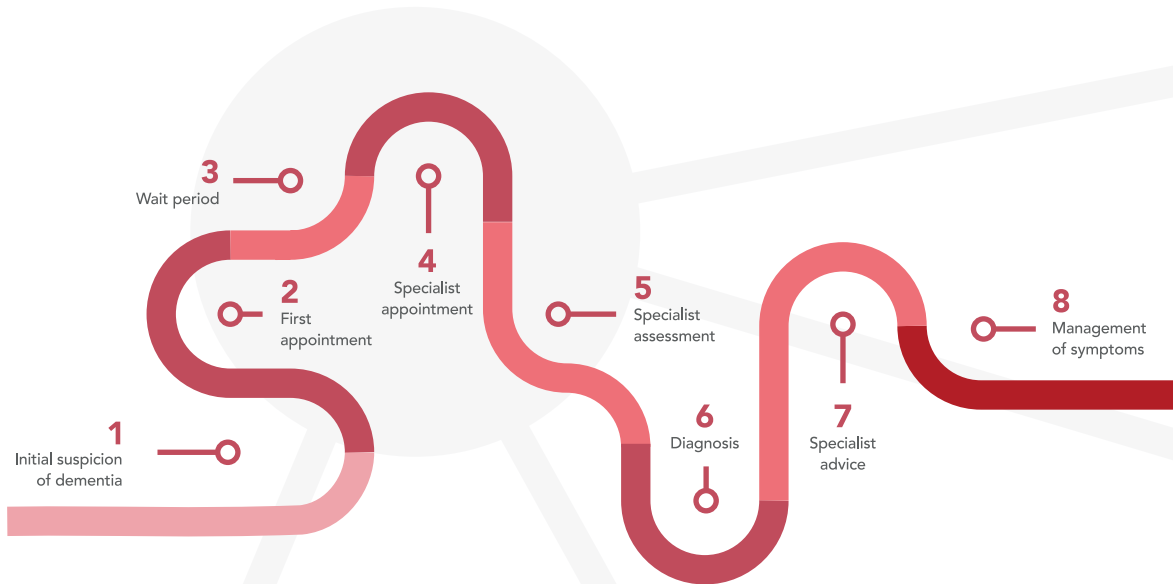 1
Initial suspicion
of dementia
2
First
appointment
3
Wait period
4
Specialist
appointment
5
Specialist
assessment
6
Diagnosis
7
Specialist
advice
8
Management
of symptoms